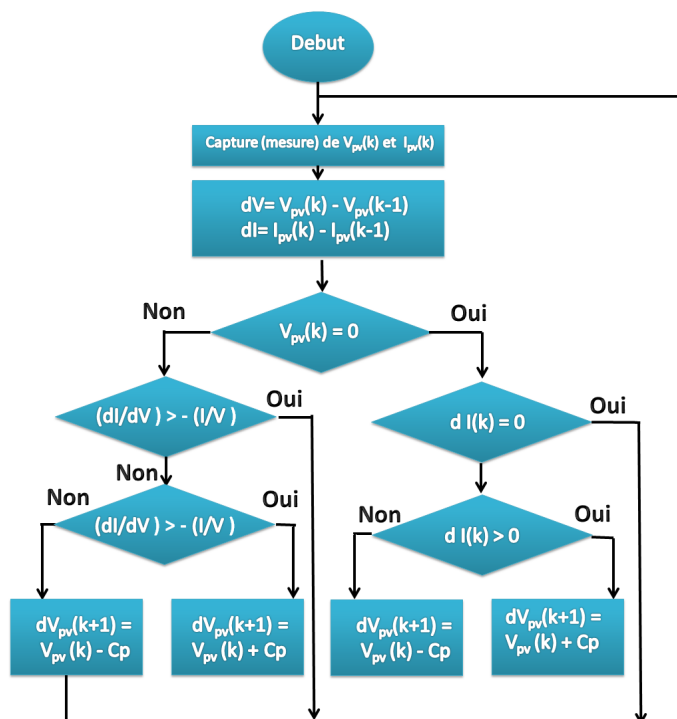 Debut
Capture (mesure) de Vpv(k) et Ipv(k)
dV= Vpv(k) - Vpv(k-1)
dI= Ipv(k) - Ipv(k-1)
Non
Vpv(k) = 0
Oui
(dI/dV ) > - (I/V )
Oui
d I(k) = 0
Oui
Non
Non
(dI/dV ) > - (I/V )
Oui
Non
d I(k) > 0
Oui
dVpv(k+1) =
Vpv (k) - Cp
dVpv(k+1) =
Vpv (k) + Cp
dVpv(k+1) =
Vpv (k) - Cp
dVpv(k+1) =
Vpv (k) + Cp